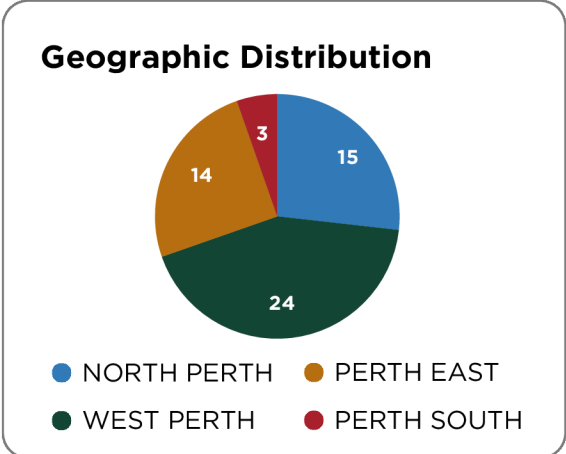 Geographic Distribution
3
15
14
24
NORTH PERTH
PERTH EAST
WEST PERTH
PERTH SOUTH